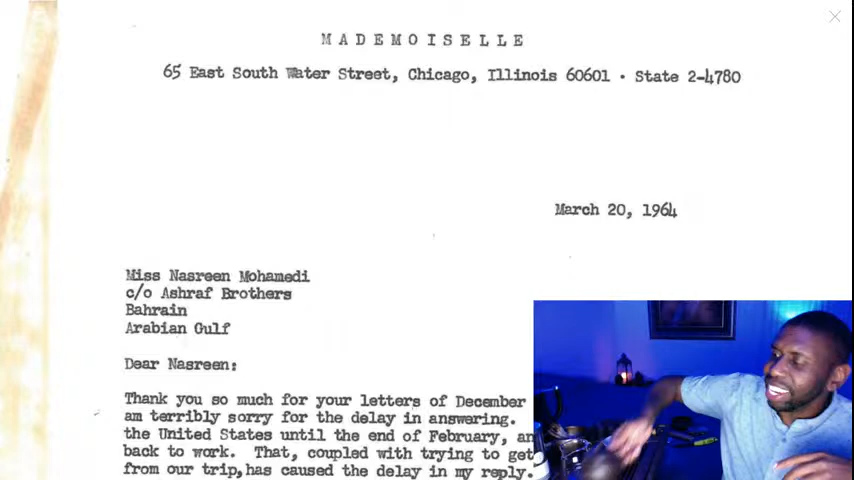 MADEMOISELLE
65 East South Water Street, Chicago, Illinois 60601 · State 2-4780
March 20, 1964
Miss Nasreen Mohamedi
c/o Ashraf Brothers
Bahrain
Arabian Gulf
Dear Nasreen:
Thank you so much for your letters of December
am terribly sorry for the delay in answering.
the United States until the end of February, an
back to work. That, coupled with trying to get
from our trip,has caused the delay in my reply.